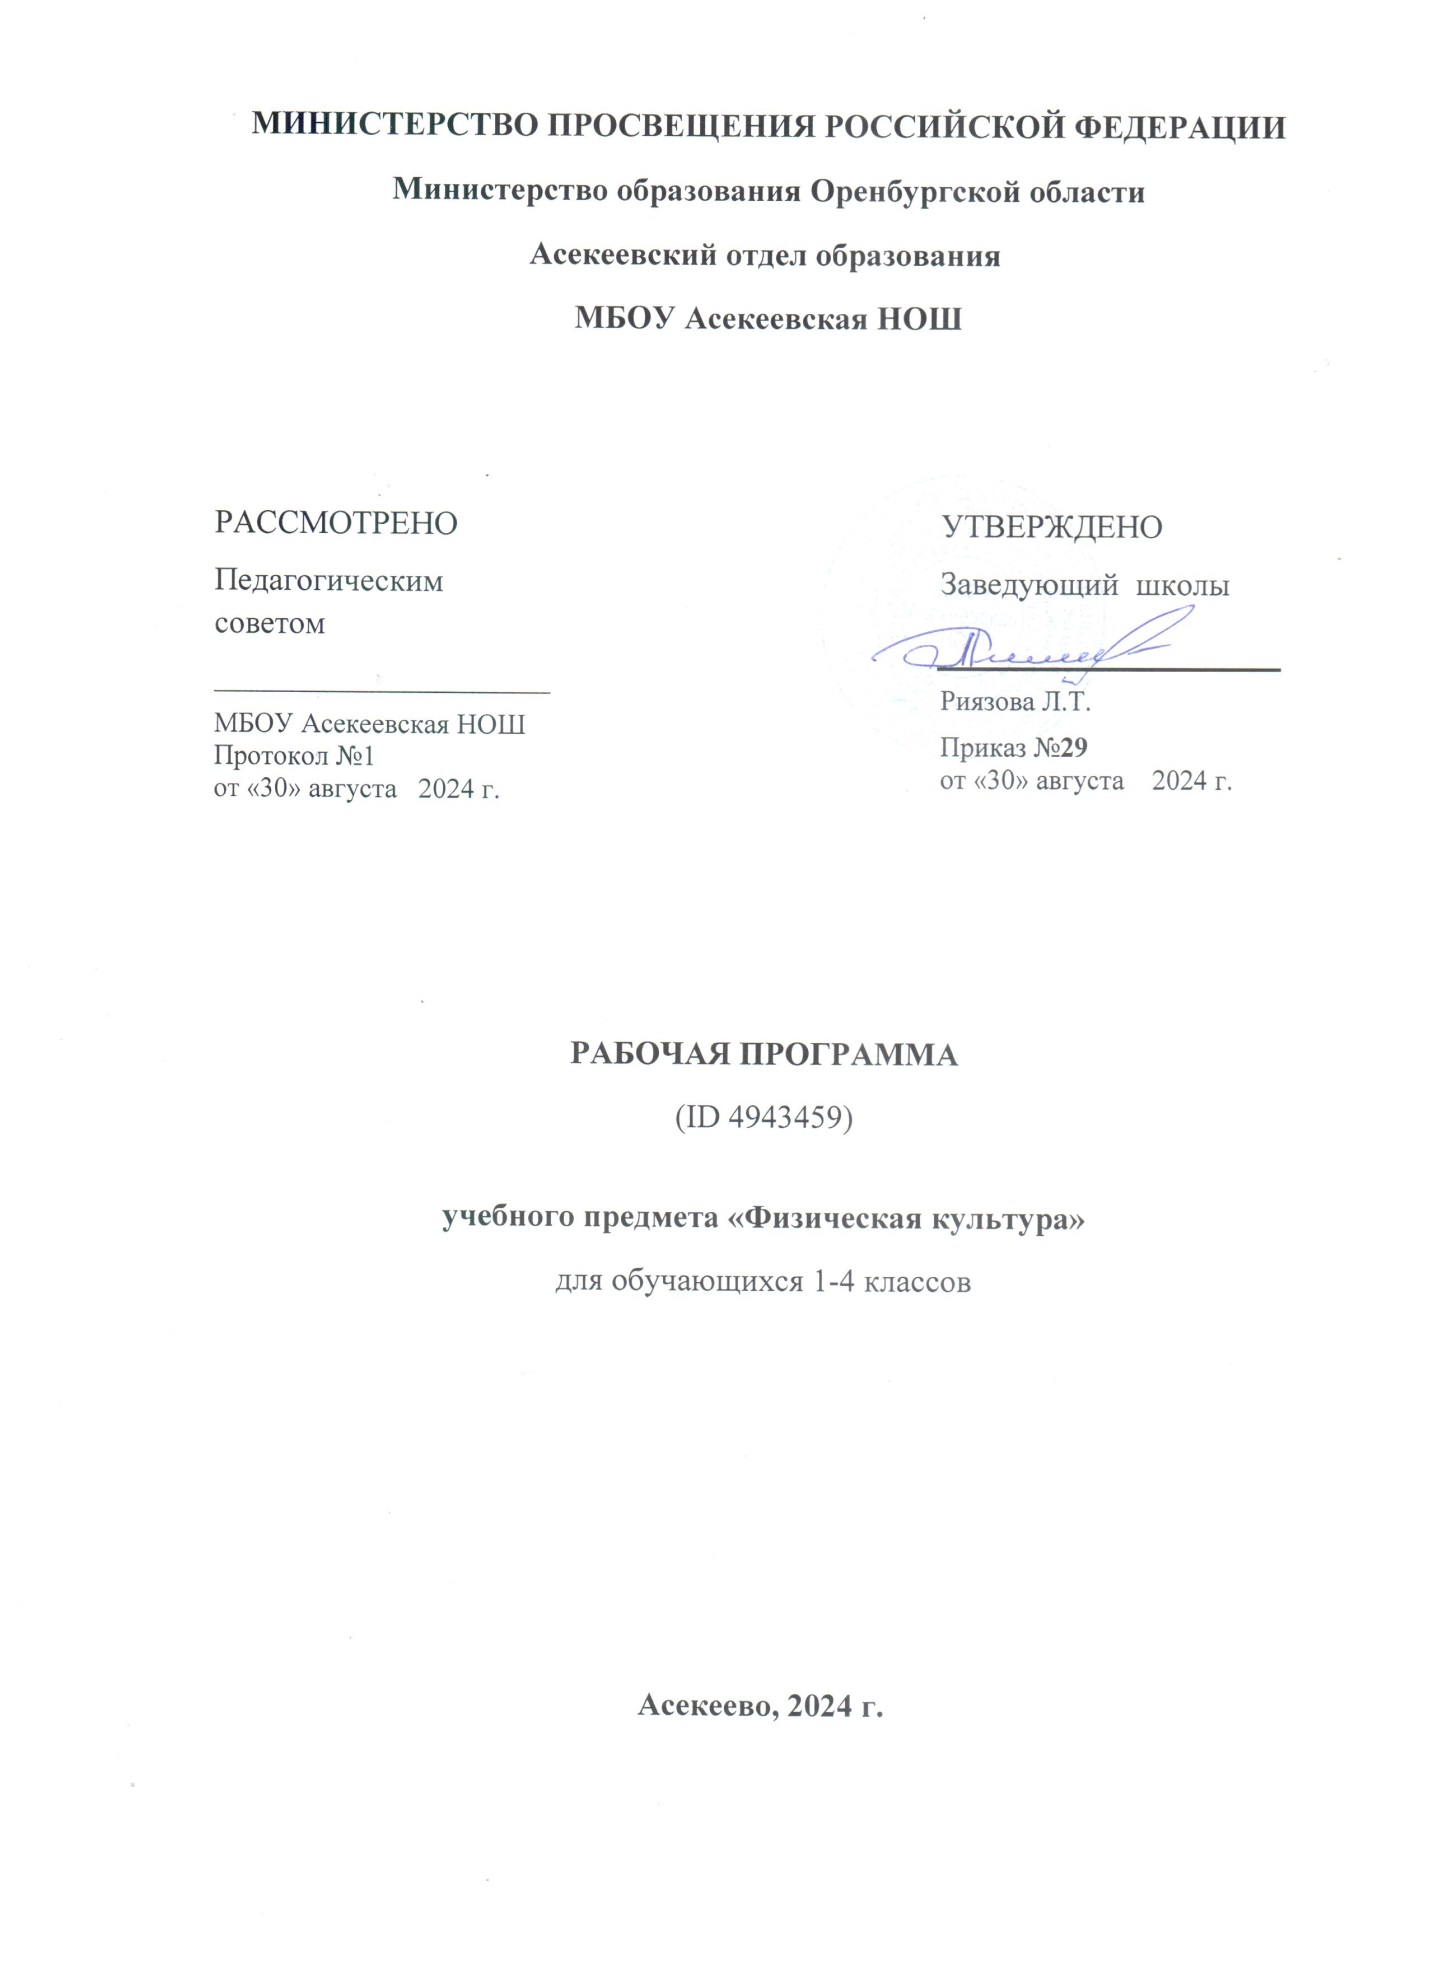 МИНИСТЕРСТВО ПРОСВЕЩЕНИЯ РОССИЙСКОЙ ФЕДЕРАЦИИ
Министерство образования Оренбургской области
Асекеевский отдел образования
МБОУ Асекеевская НОШ
РАССМОТРЕНО
Педагогическим
советом
МБОУ Асекеевская НОШ
Протокол №1
от «30» августа 2024 г.
УТВЕРЖДЕНО
Заведующий школы
Риязова Л.Т.
Приказ №29
от «30» августа 2024 г.
РАБОЧАЯ ПРОГРАММА
(ID 4943459)
учебного предмета «Физическая культура»
для обучающихся 1-4 классов
Асекеево, 2024 г.